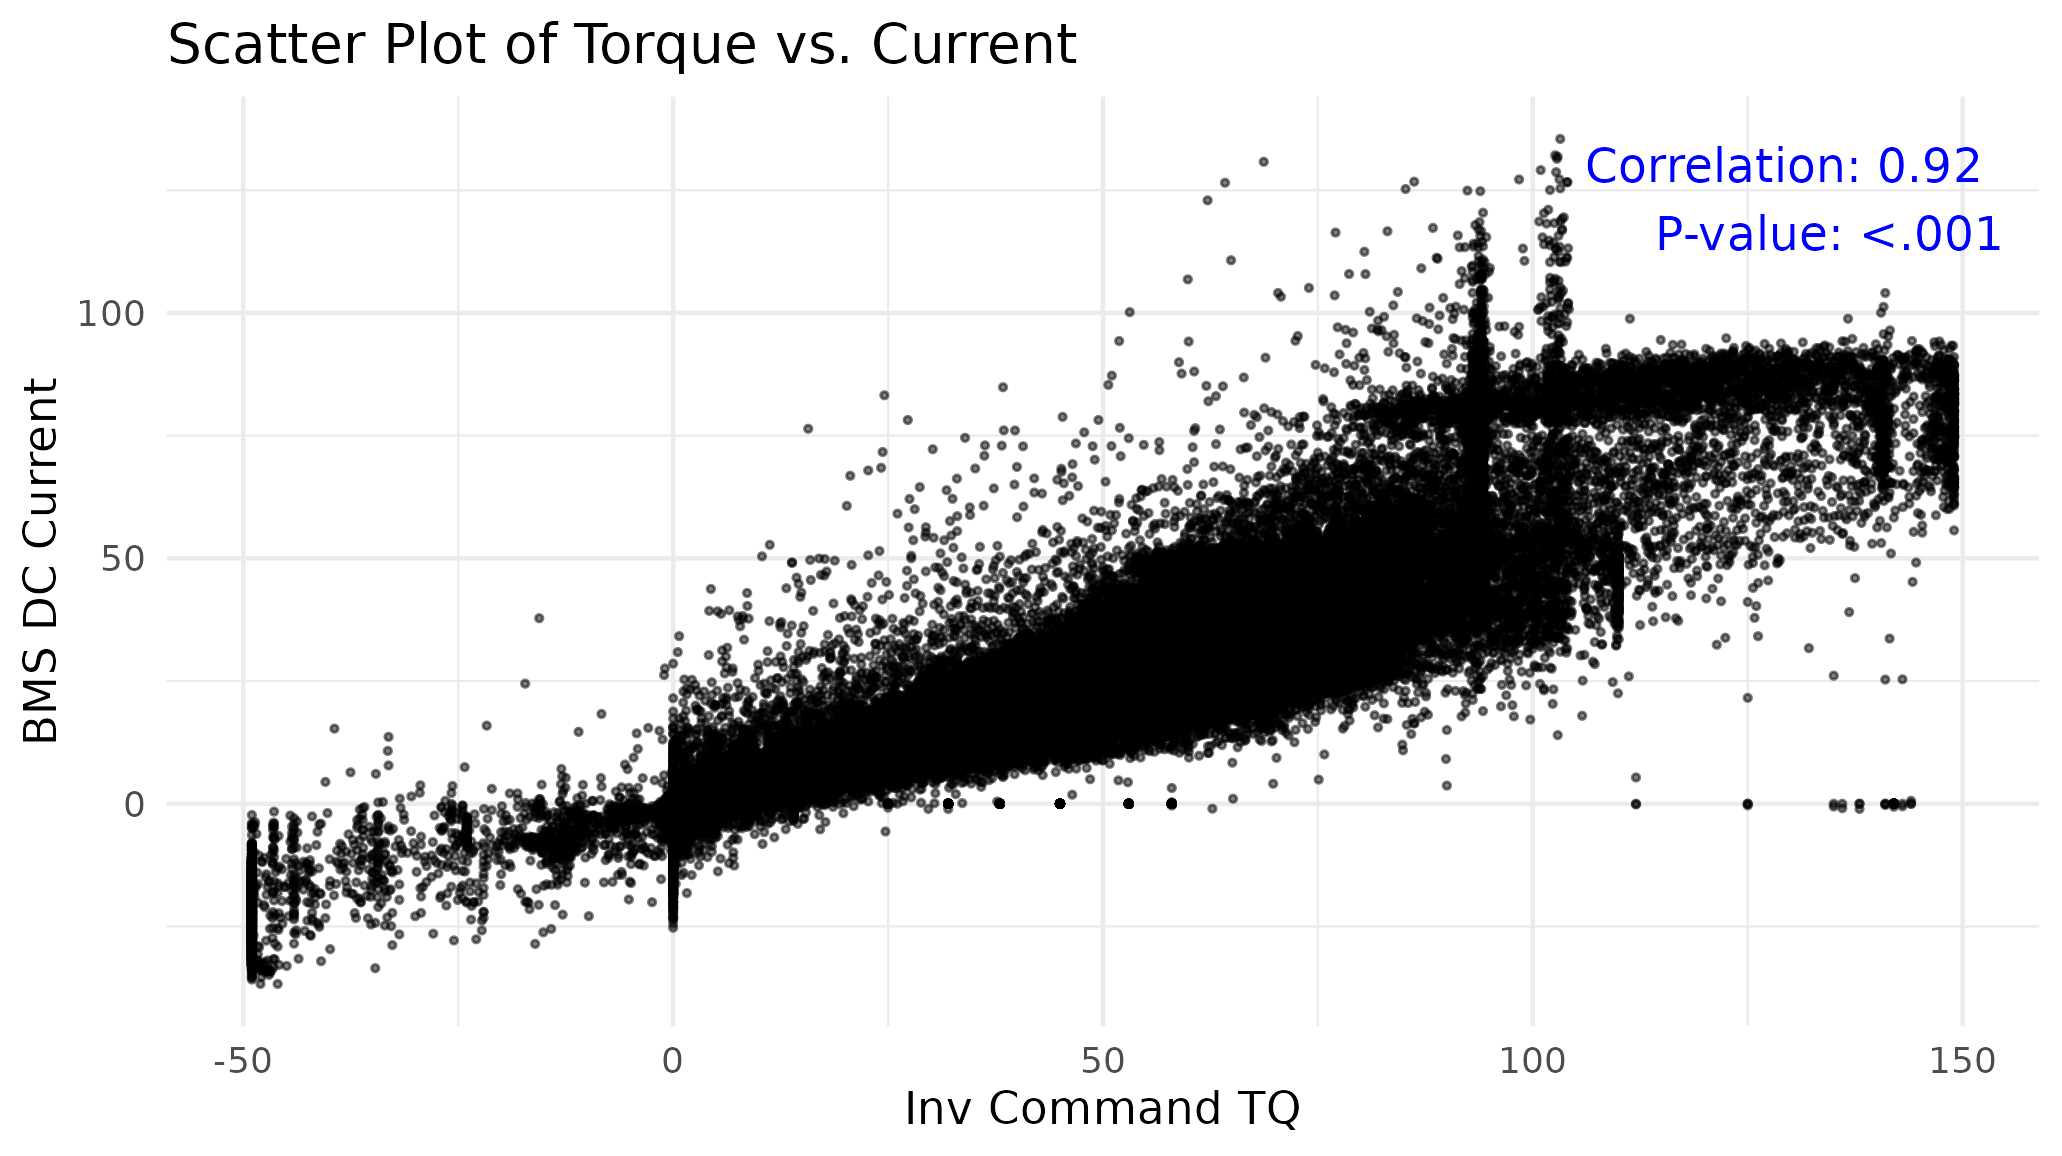 Scatter Plot of Torque vs. Current
Correlation: 0.92
P-value: <.001
BMS DC Current
100
50
0
-50
0
50
100
150
Inv Command TQ